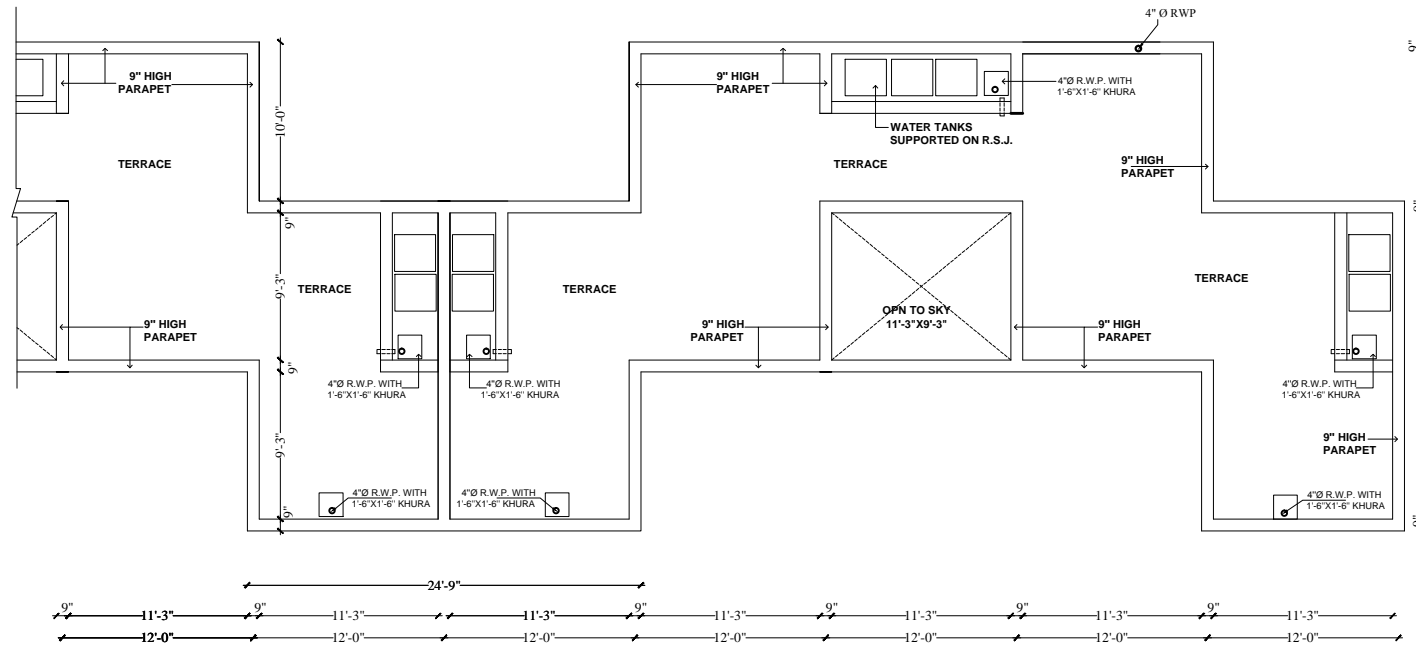 4" Ø RWP
9"
9" HIGH
PARAPET
9" HIGH
PARAPET
4"Ø R.W.P. WITH
1'-6"X1'-6" KHURA
10'-0"
WATER TANKS
SUPPORTED ON R.S.J.
TERRACE
TERRACE
9" HIGH
PARAPET
9"
9"
TERRACE
TERRACE
TERRACE
9'-3"
OPN TO SKY
11'-3"X9'-3"
9" HIGH
PARAPET
9" HIGH
PARAPET
9" HIGH
PARAPET
9"
4"Ø R.W.P. WITH
1'-6"X1'-6" KHURA
4"Ø R.W.P. WITH
1'-6"X1'-6" KHURA
4"Ø R.W.P. WITH
1'-6"X1'-6" KHURA
9'-3"
9" HIGH
PARAPET
4"Ø R.W.P. WITH
1'-6"X1'-6" KHURA
4"Ø R.W.P. WITH
1'-6"X1'-6" KHURA
4"Ø R.W.P. WITH
1'-6"X1'-6" KHURA
9"
9"
24'-9"
9" 11'-3" 9" 11'-3" 11'-3" 9" 11'-3" 9" 11'-3" 9" 11'-3" 9" 11'-3"
12'-0" 12'-0" 12'-0" 12'-0" 12'-0" 12'-0" 12'-0"